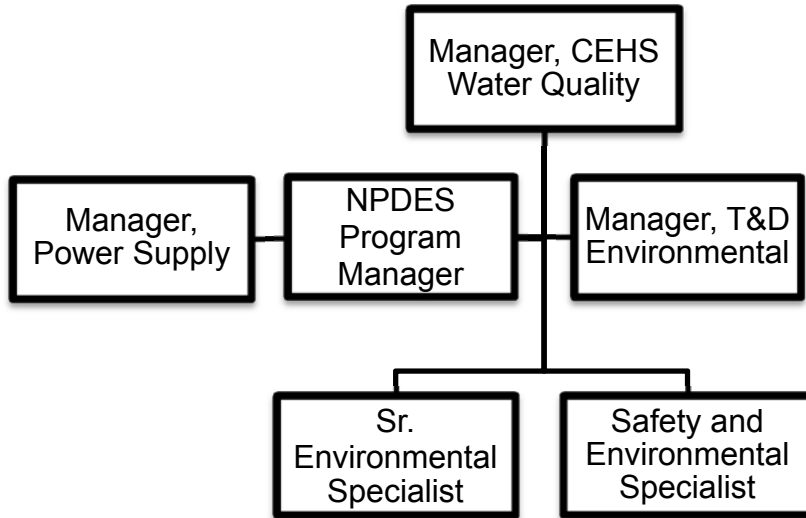 Manager, CEHS
Water Quality
Manager,
Power Supply
NPDES
Program
Manager
Manager, T&D
Environmental
Sr.
Environmental
Specialist
Safety and
Environmental
Specialist